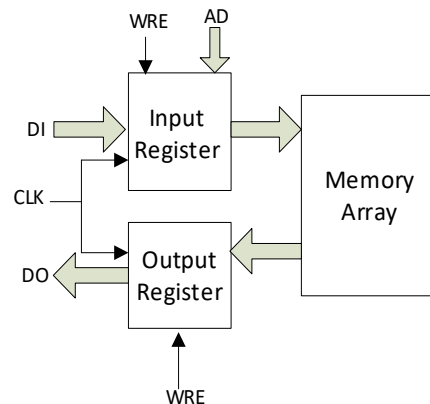 WRE
AD
DI
Input
Register
CLK
Memory
Array
DO
Output
Register
WRE